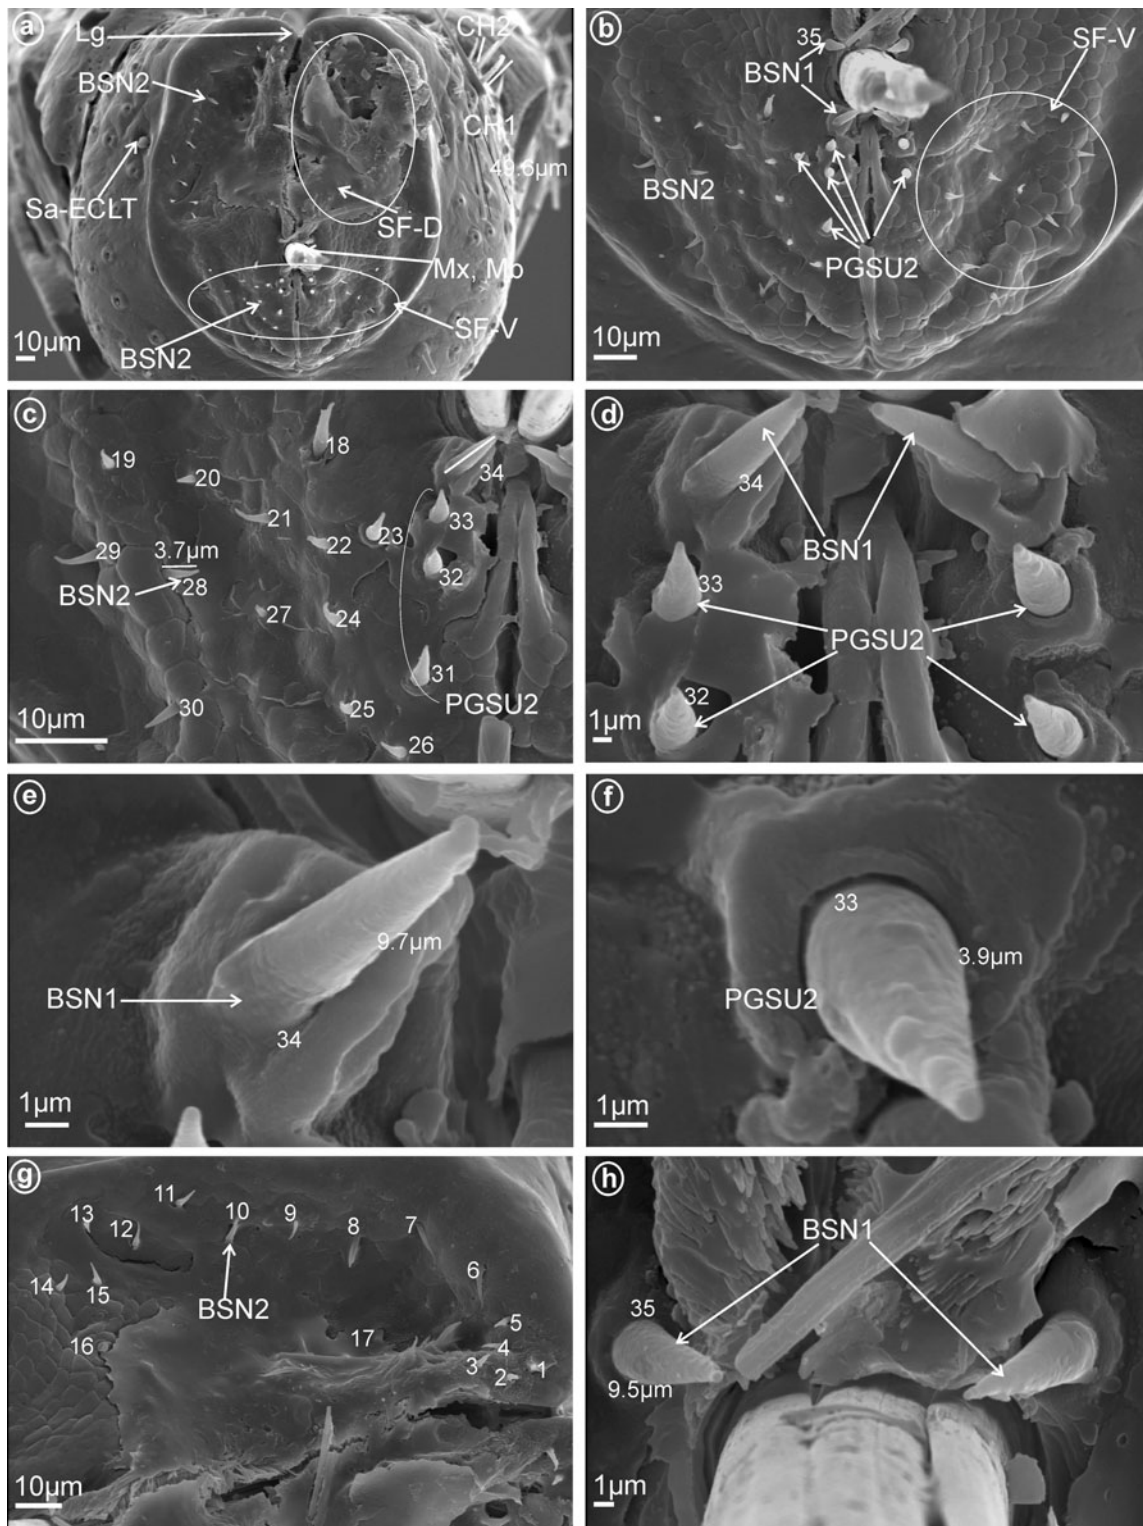 a
Lg
CH2
BSN2
CH1
49.6µm
Sa-ECLT
SF-D
Mx, Mb
SF-V
BSN2
10µm
b
35
BSN1
SF-V
BSN2
PGSU2
10µm
c
18
19
20
34
21
33
23
22
29
3.7µm
32
BSN2
28
27
24
31
30
25
PGSU2
26
10µm
d
34
BSN1
33
PGSU2
32
1µm
e
9.7µm
BSN1
34
1µm
f
33
3.9µm
PGSU2
1µm
g
11
13
12
10
9
8
7
14
15
BSN2
6
5
17
4
16
3
2
1
10µm
h
BSN1
35
9.5µm
1µm